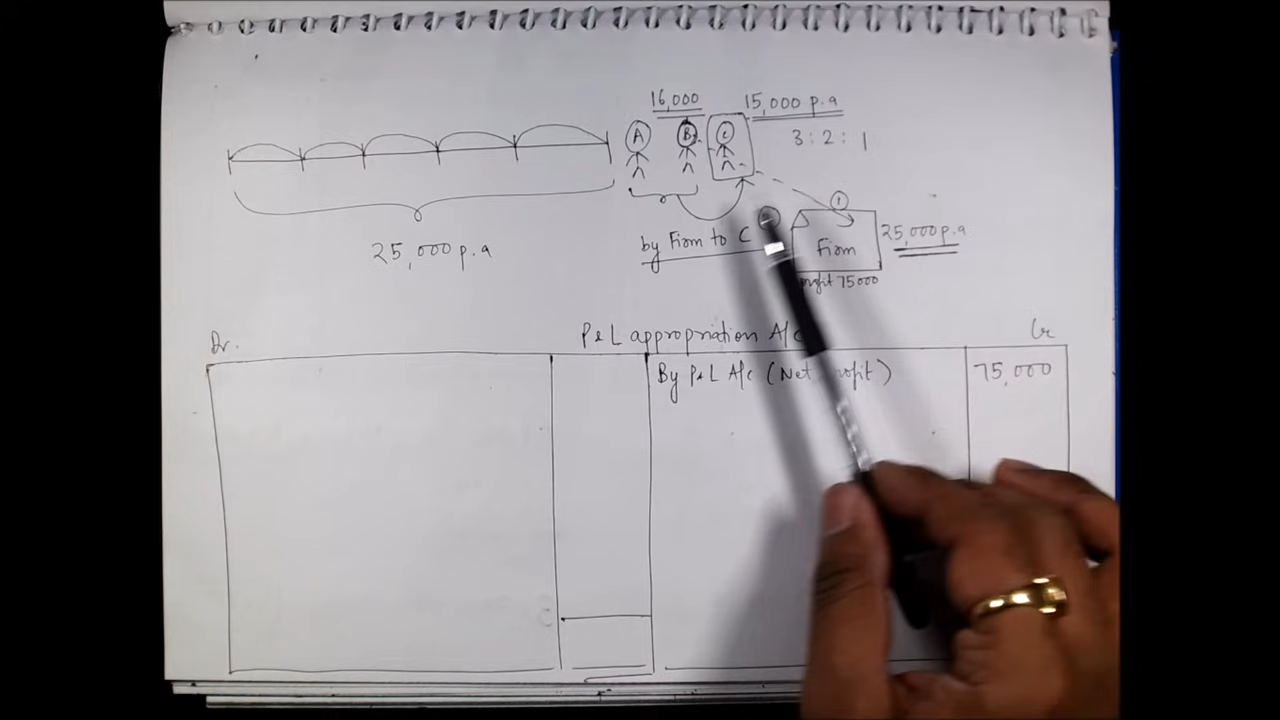 16,000 15,000 p.a
A B C 3 : 2 : 1
1
25,000 p.a by Firm to C Firm 25,000 p.a
profit 75000
Dr. P & L appropriation A/c Cr
By P&L A/c (Net profit) 75,000
C